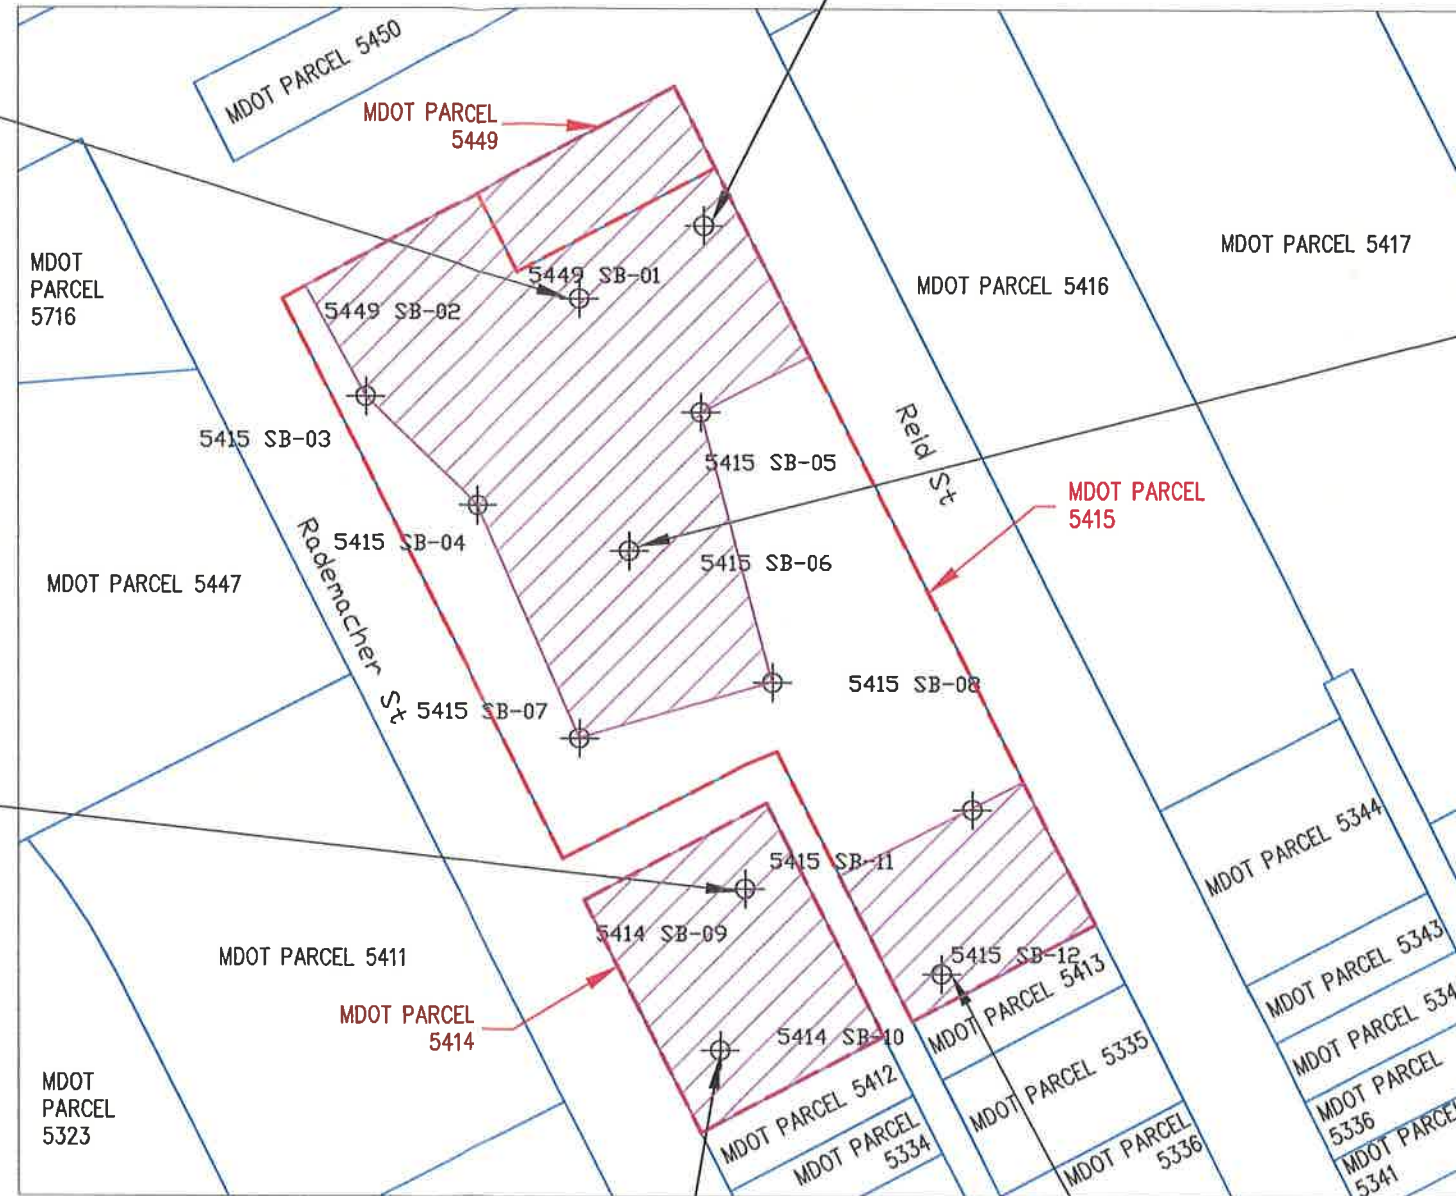 MDOT PARCEL 5450
MDOT PARCEL
5449
MDOT
PARCEL
5716
MDOT PARCEL 5417
MDOT PARCEL 5416
5449 SB-01
5449 SB-02
5415 SB-03
Reid St
5415 SB-05
MDOT PARCEL
5415
Rademacher St
5415 SB-04
5415 SB-06
MDOT PARCEL 5447
5415 SB-07
5415 SB-08
MDOT PARCEL 5344
5415 SB-11
5414 SB-09
MDOT PARCEL 5411
5415 SB-12
MDOT PARCEL 5413
MDOT PARCEL 5343
MDOT PARCEL
5414
5414 SB-10
MDOT PARCEL 534
MDOT PARCEL 5335
MDOT
PARCEL
5323
MDOT PARCEL 5412
MDOT PARCEL
5334
MDOT PARCEL
5336
MDOT PARCEL
5336
MDOT PARCEL
5341